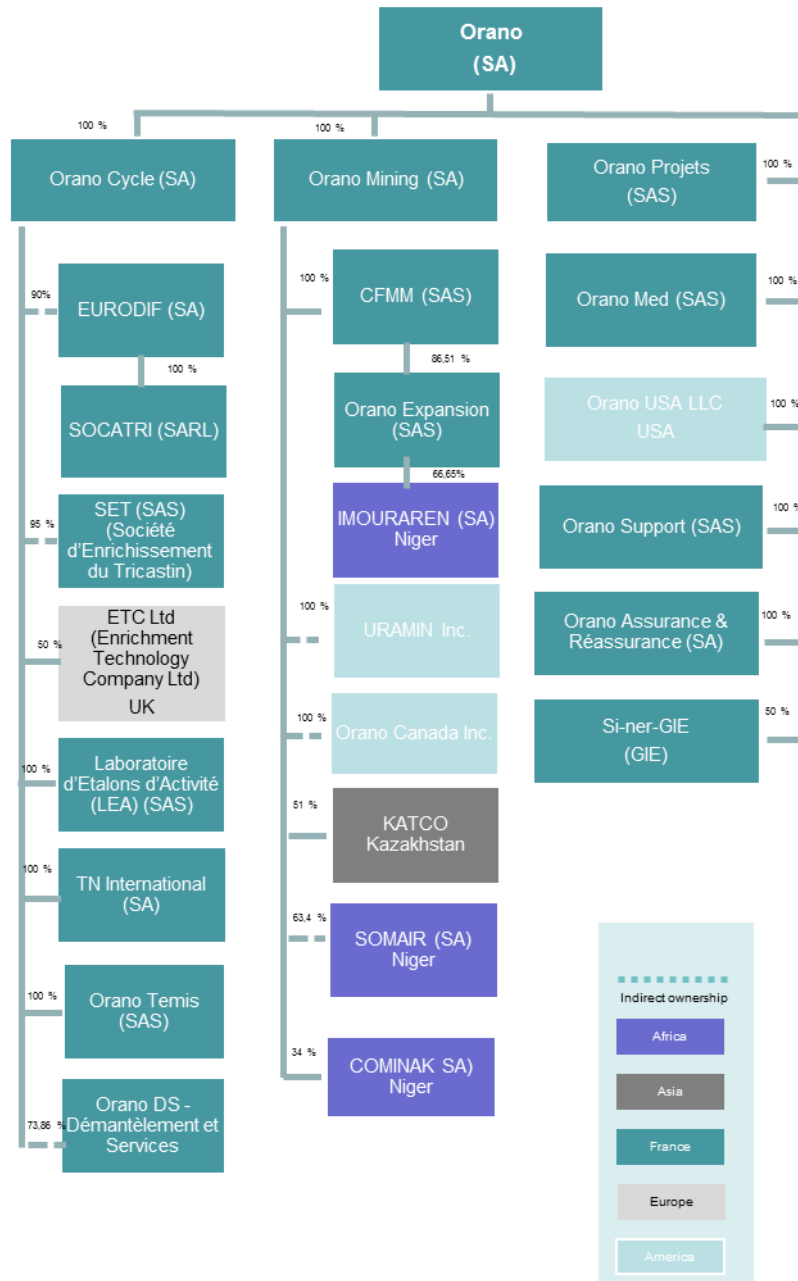 Orano
(SA)
100 %
100 %
Orano Cycle (SA)
Orano Mining (SA)
Orano Projets
(SAS)
100 %
90%
EURODIF (SA)
100 %
SOCATRI (SARL)
95 %
SET (SAS)
(Société
d'Enrichissement
du Tricastin)
50 %
ETC Ltd
(Enrichment
Technology
Company Ltd)
UK
100 %
Laboratoire
d'Etalons d'Activité
(LEA) (SAS)
100 %
TN International
(SA)
100 %
Orano Temis
(SAS)
73,86 %
Orano DS -
Démantèlement et
Services
100 %
CFMM (SAS)
86,51 %
Orano Expansion
(SAS)
66,65%
IMOURAREN (SA)
Niger
100 %
URAMIN Inc.
100 %
Orano Canada Inc.
51 %
KATCO
Kazakhstan
63,4 %
SOMAIR (SA)
Niger
34 %
COMINAK SA)
Niger
Orano Med (SAS)
100 %
Orano USA LLC
USA
100 %
Orano Support (SAS)
100 %
Orano Assurance &
Réassurance (SA)
100 %
Si-ner-GIE
(GIE)
50 %
Indirect ownership
Africa
Asia
France
Europe
America